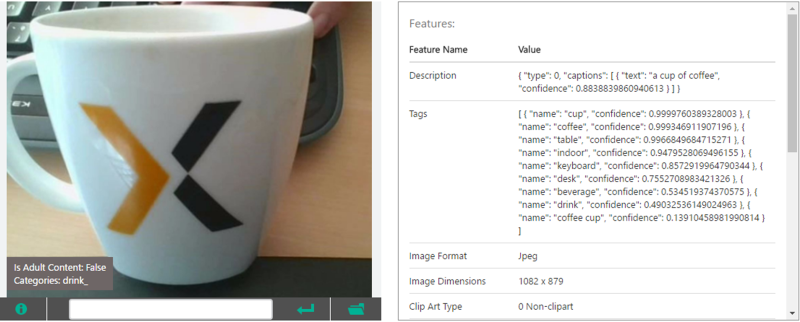 Is Adult Content: False
Categories: drink_
Features:
Feature Name Value
Description { "type": 0, "captions": [ { "text": "a cup of coffee",
"confidence": 0.8838839860940613 } ] }
Tags [ { "name": "cup", "confidence": 0.9999760389328003 }, {
"name": "coffee", "confidence": 0.999346911907196 }, {
"name": "table", "confidence": 0.9966849684715271 }, {
"name": "indoor", "confidence": 0.9479528069496155 }, {
"name": "keyboard", "confidence": 0.8572919964790344 }, {
"name": "desk", "confidence": 0.7552708983421326 }, {
"name": "beverage", "confidence": 0.534519374370575 }, {
"name": "drink", "confidence": 0.49032536149024963 }, {
"name": "coffee cup", "confidence": 0.13910458981990814 }
]
Image Format Jpeg
Image Dimensions 1082 x 879
Clip Art Type 0 Non-clipart